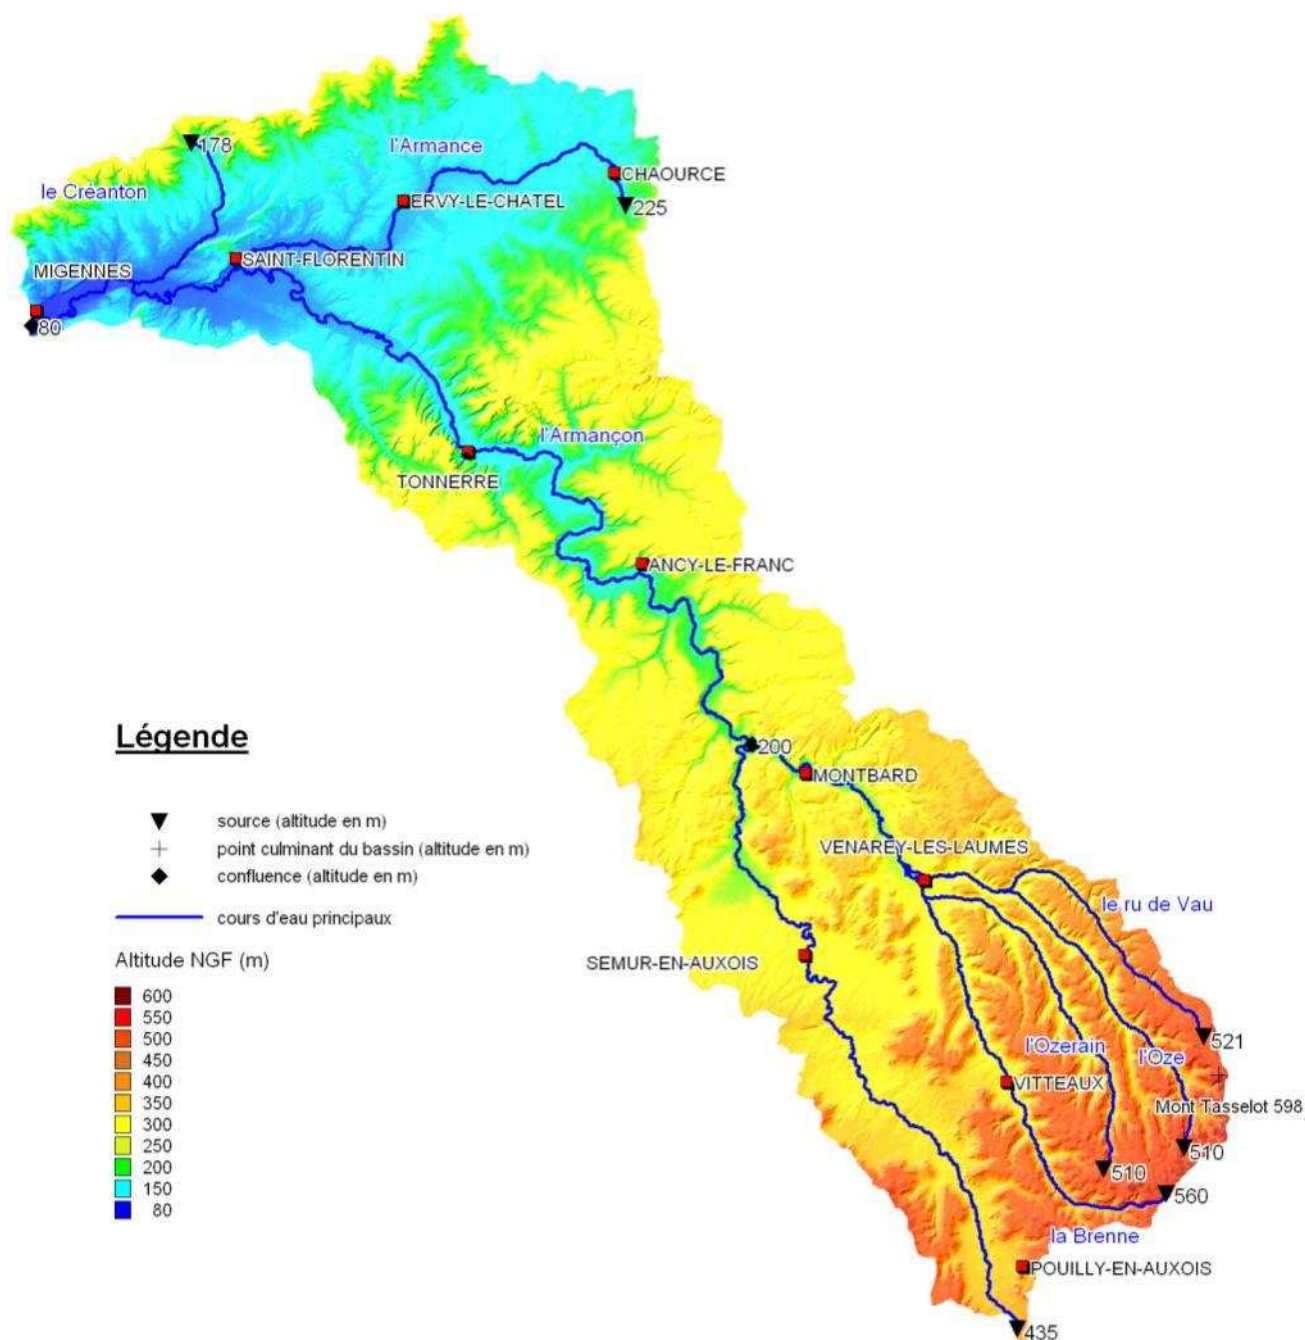 178
l'Armance
le Créanton
CHAOURCE
ERVY-LE-CHATEL
225
SAINT-FLORENTIN
MIGENNES
80
l'Armançon
TONNERRE
ANCY-LE-FRANC
Légende
200
MONTBARD
source (altitude en m)
point culminant du bassin (altitude en m)
VENAREY-LES-LAUMES
confluence (altitude en m)
le ru de Vau
cours d'eau principaux
Altitude NGF (m)
SEMUR-EN-AUXOIS
600
550
500
450
400
350
300
250
200
150
80
521
l'Ozerain
l'Oze
VITTEAUX
Mont Tasselot 598
510
510
560
la Brenne
POUILLY-EN-AUXOIS
435